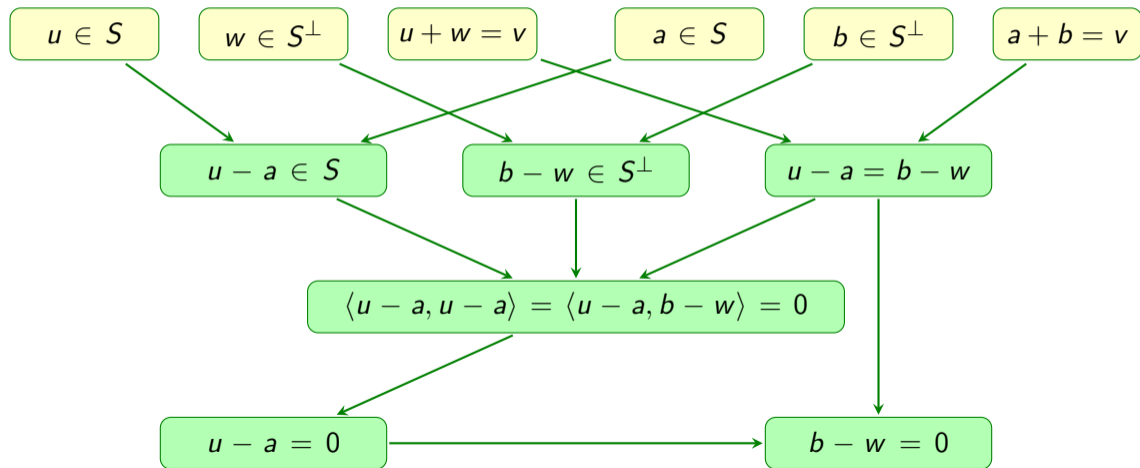 u ∈ S
w ∈ S⊥
u + w = v
a ∈ S
b ∈ S⊥
a + b = v
u − a ∈ S
b − w ∈ S⊥
u − a = b − w
⟨u − a, u − a⟩ = ⟨u − a, b − w⟩ = 0
u − a = 0
b − w = 0